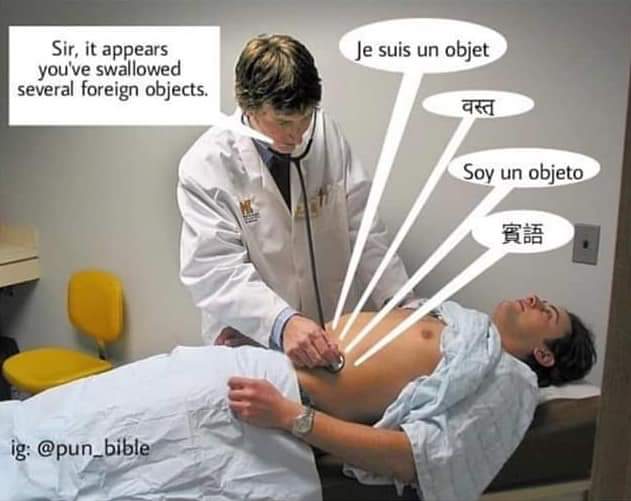 Sir, it appears
you've swallowed
several foreign objects.
Je suis un objet
वस्तु
Soy un objeto
賓語
ig: @pun_bible